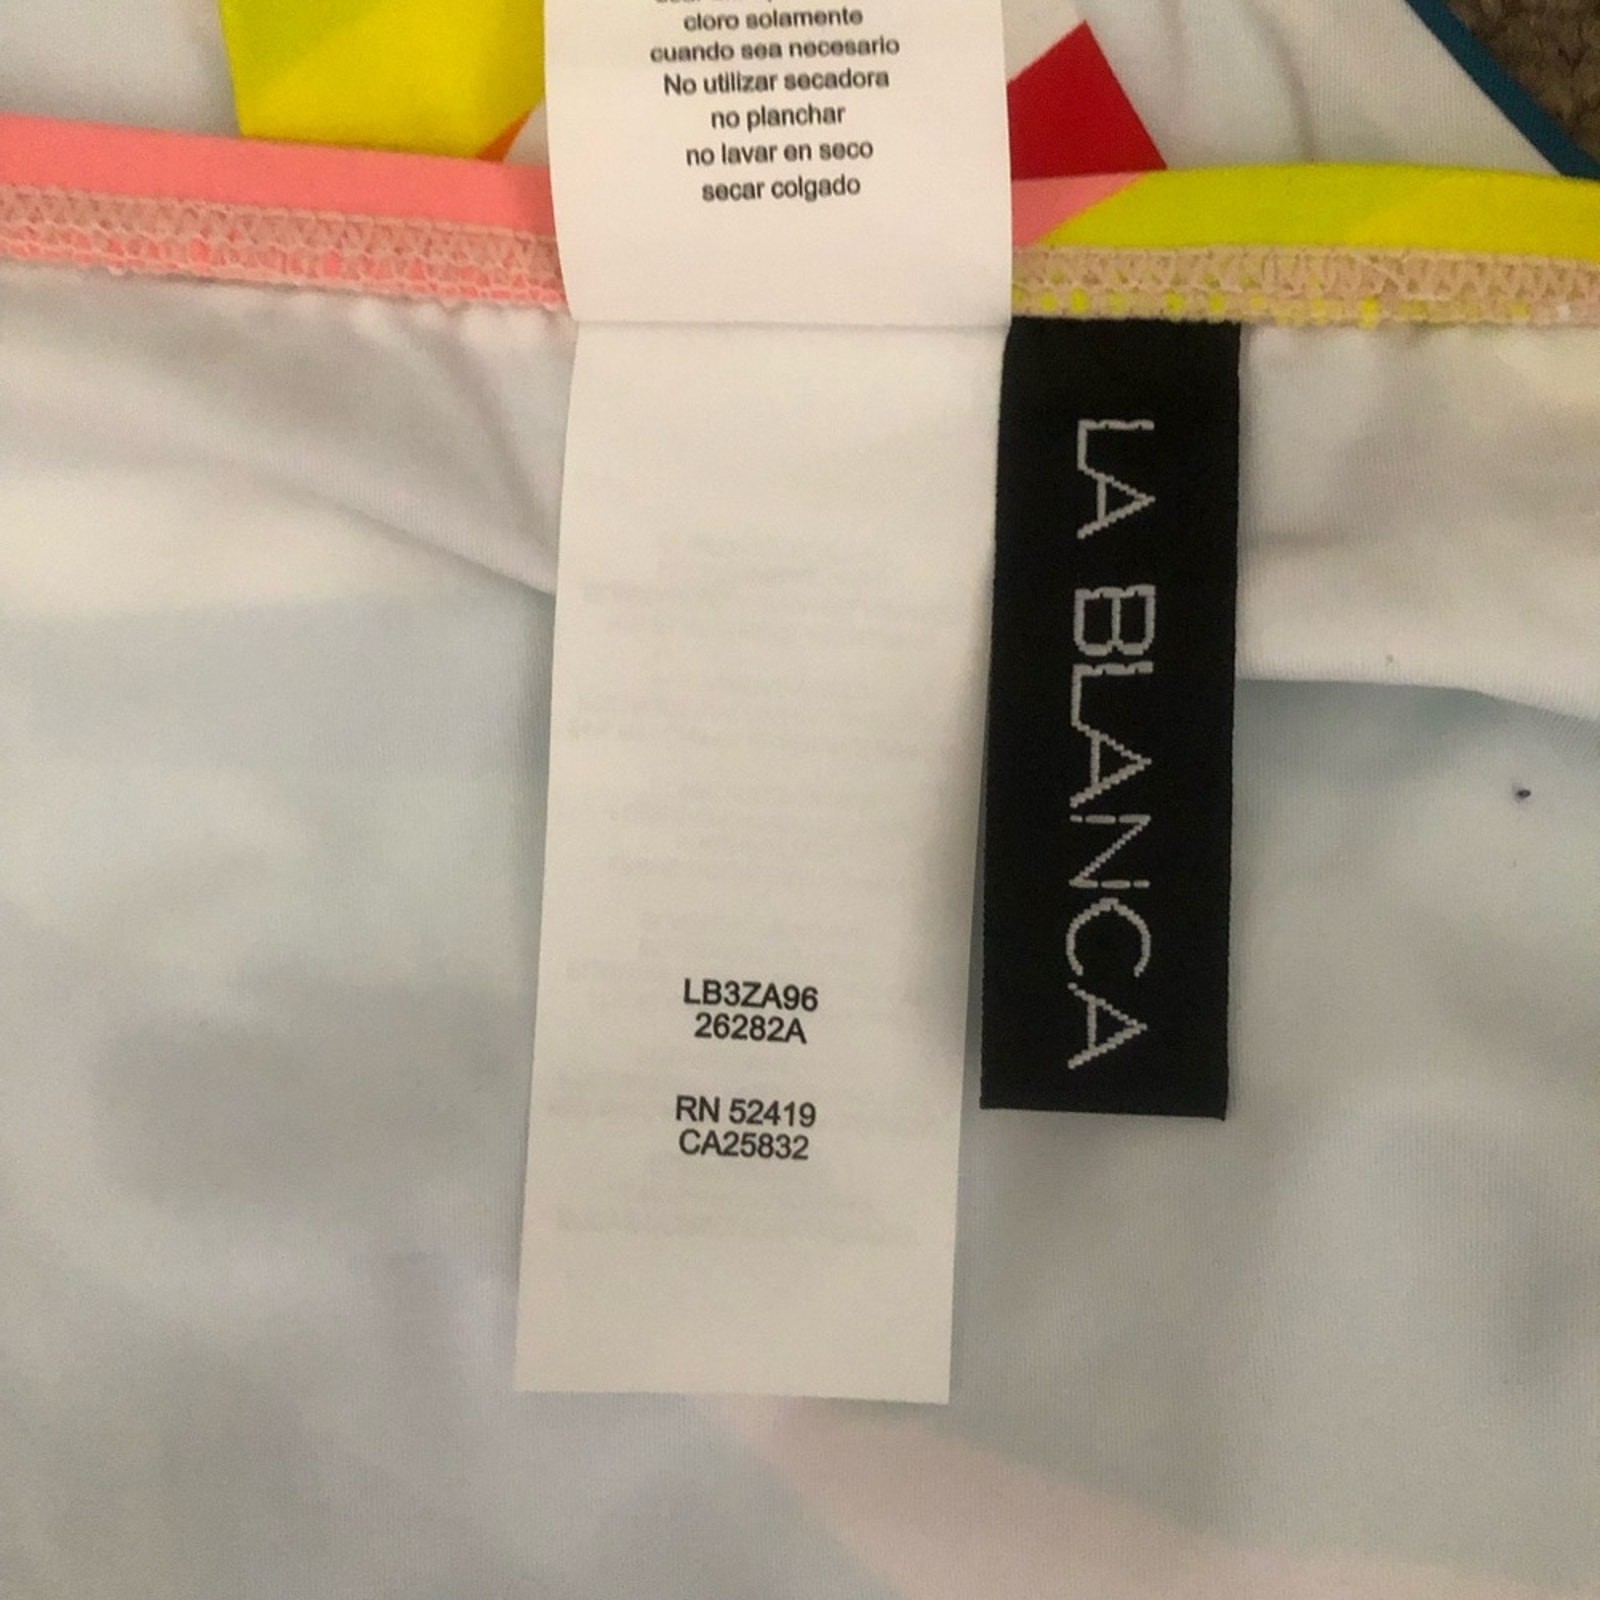 cloro solamente
cuando sea necesario
No utilizar secadora
no planchar
no lavar en seco
secar colgado
LA BLANCA
LB3ZA96
26282A
RN 52419
CA25832